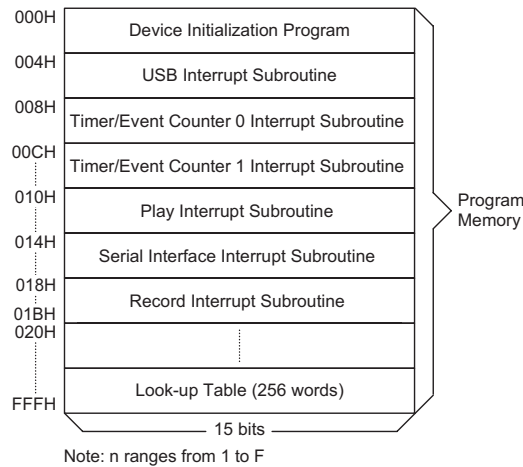 000H
Device Initialization Program
004H
USB Interrupt Subroutine
008H
Timer/Event Counter 0 Interrupt Subroutine
00CH
Timer/Event Counter 1 Interrupt Subroutine
010H
Play Interrupt Subroutine
014H
Serial Interface Interrupt Subroutine
018H
Record Interrupt Subroutine
01BH
020H
Look-up Table (256 words)
FFFH
Program
Memory
15 bits
Note: n ranges from 1 to F